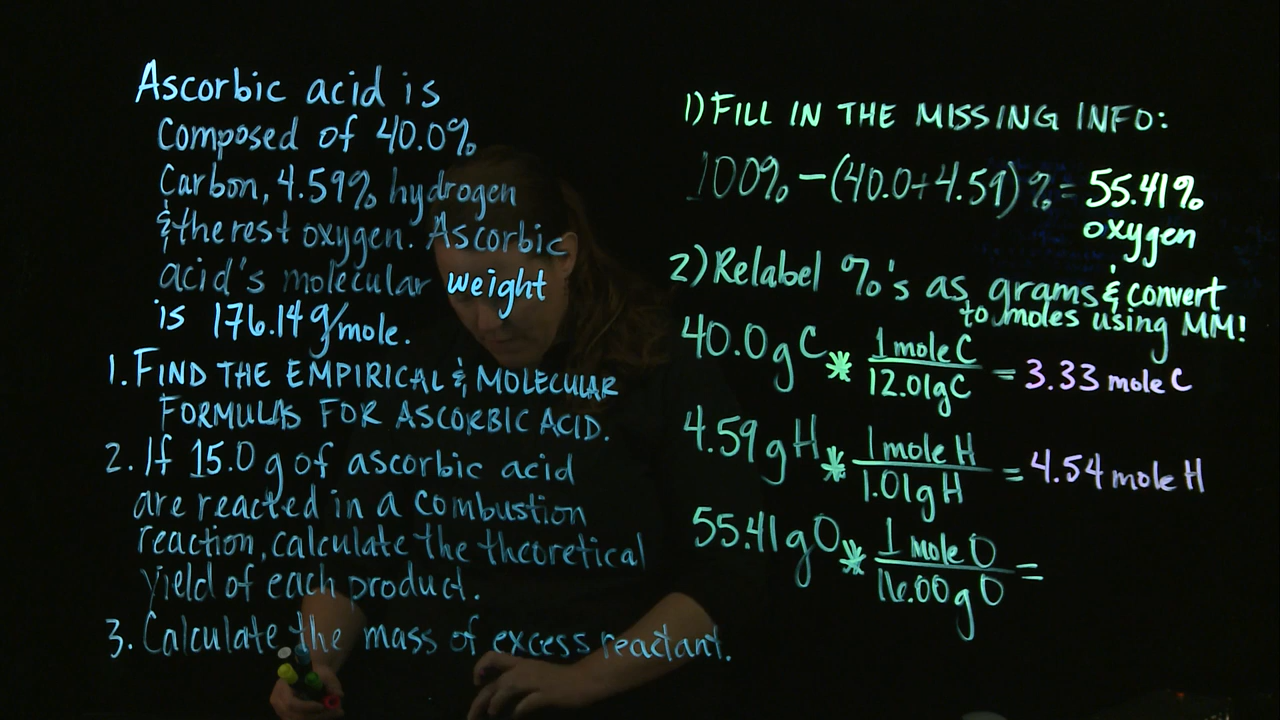 Ascorbic acid is
Composed of 40.0%
Carbon, 4.59% hydrogen
& the rest oxygen. Ascorbic
acid's molecular weight
is 176.14 g/mole.
1. FIND THE EMPIRICAL & MOLECULAR
FORMULAS FOR ASCORBIC ACID.
2. If 15.0 g of ascorbic acid
are reacted in a combustion
reaction, calculate the theoretical
yield of each product.
3. Calculate the mass of excess reactant.
1) FILL IN THE MISSING INFO:
100% - (40.0+4.59)% = 55.41%
oxygen
2) Relabel %'s as grams & convert
to moles using MM!
40.0 g C * 1 mole C / 12.01 g C = 3.33 mole C
4.59 g H * 1 mole H / 1.01 g H = 4.54 mole H
55.41 g O * 1 mole O / 16.00 g O =